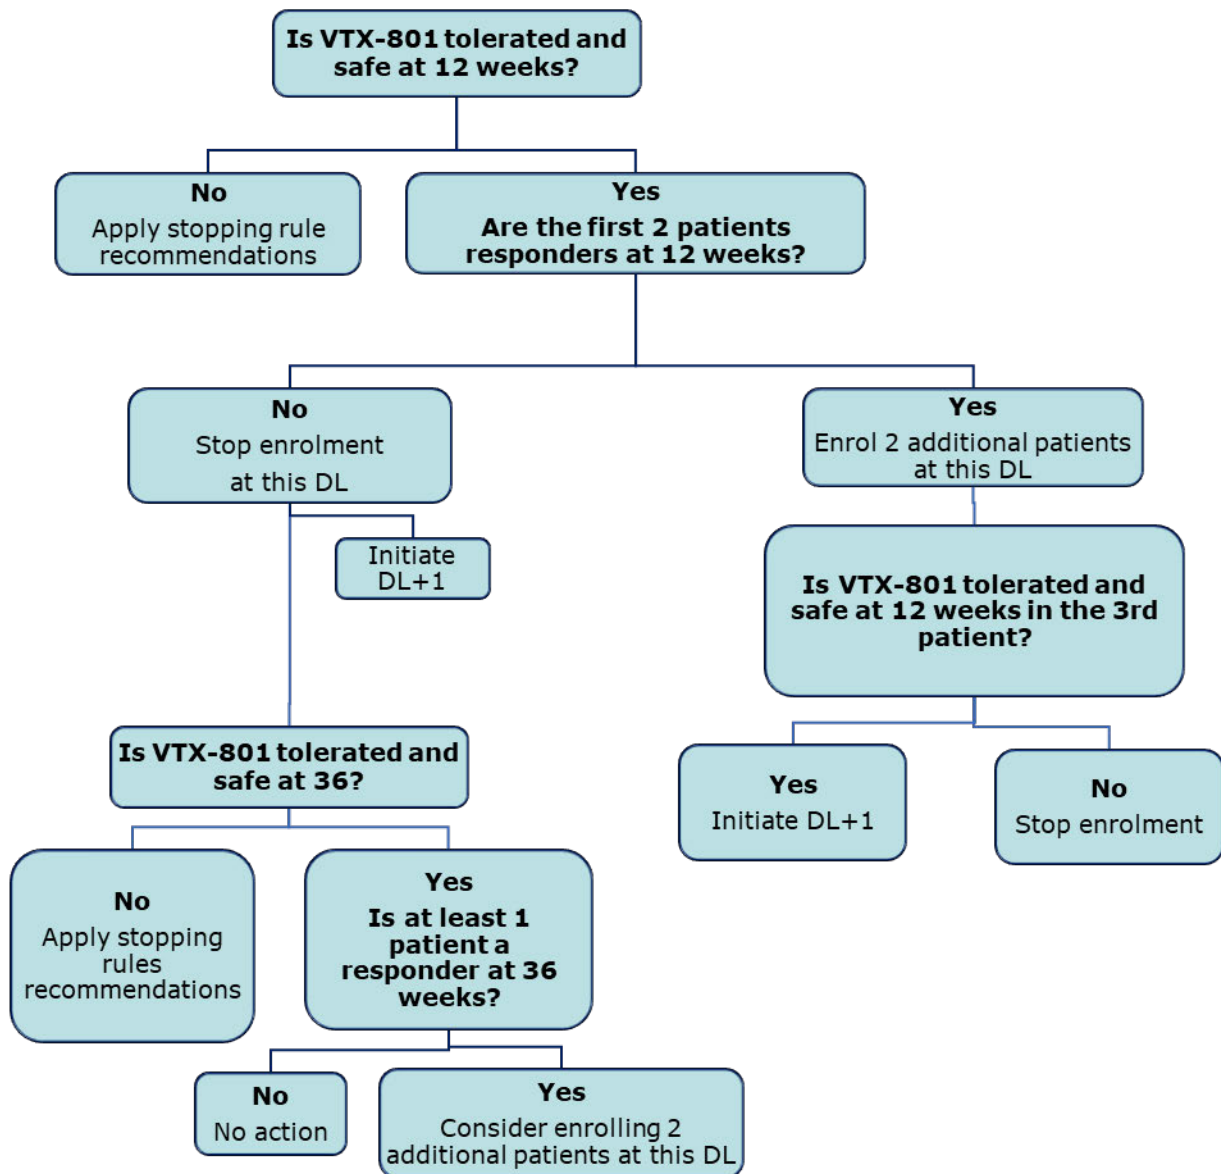 Is VTX-801 tolerated and
safe at 12 weeks?
No
Apply stopping rule
recommendations
Yes
Are the first 2 patients
responders at 12 weeks?
No
Stop enrolment
at this DL
Initiate
DL+1
Yes
Enrol 2 additional patients
at this DL
Is VTX-801 tolerated and
safe at 12 weeks in the 3rd
patient?
Yes
Initiate DL+1
No
Stop enrolment
Is VTX-801 tolerated and
safe at 36?
No
Apply stopping
rules
recommendations
Yes
Is at least 1
patient a
responder at 36
weeks?
No
No action
Yes
Consider enrolling 2
additional patients at this DL